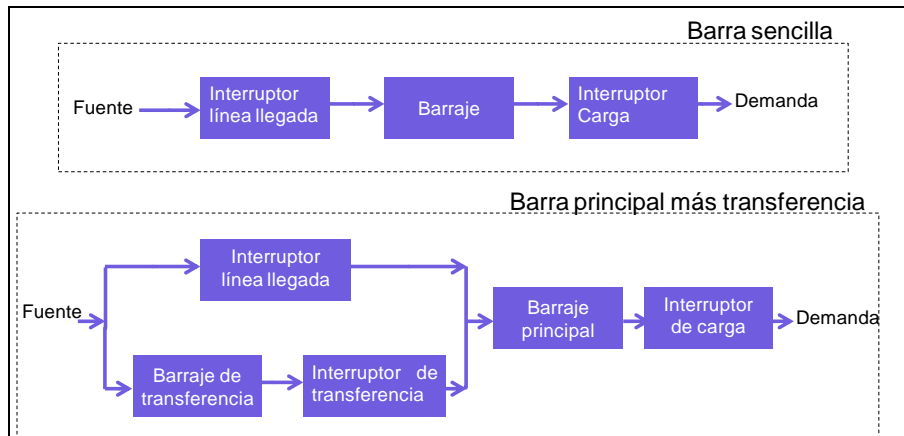 Barra sencilla
Fuente
Interruptor
línea llegada
Barraje
Interruptor
Carga
Demanda
Barra principal más transferencia
Interruptor
línea llegada
Fuente
Barraje
principal
Interruptor
de carga
Demanda
Barraje de
transferencia
Interruptor de
transferencia